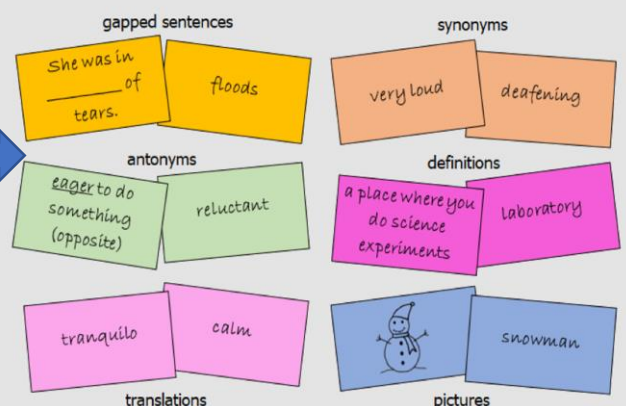 gapped sentences
She was in
________ of
tears.
floods
synonyms
very loud
deafening
antonyms
eager to do
something
(opposite)
reluctant
definitions
a place where you
do science
experiments
laboratory
tranquilo
calm
translations
snowman
pictures